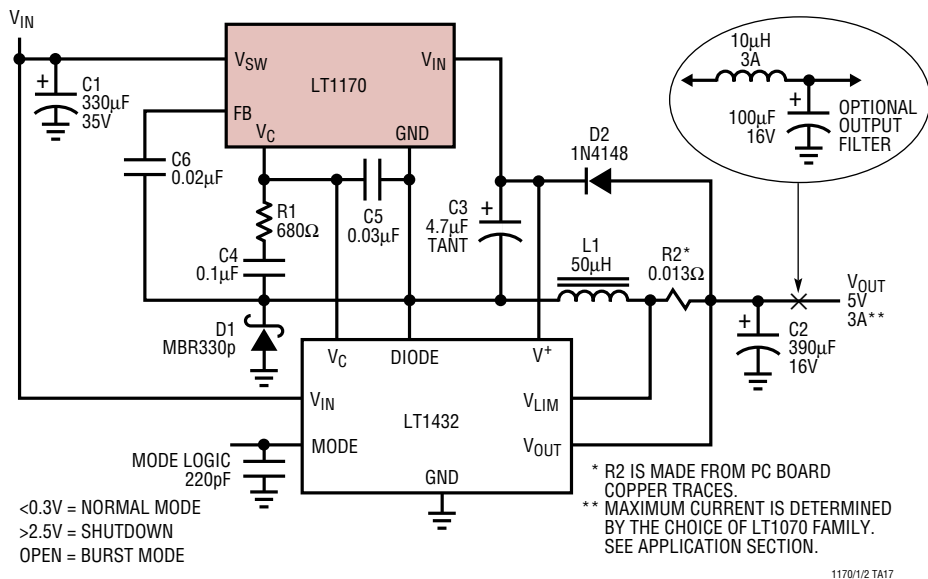 VIN
C1
330µF
35V
VSW
LT1170
VIN
FB
VC
GND
10µH
3A
100µF
16V
OPTIONAL
OUTPUT
FILTER
D2
1N4148
C6
0.02µF
R1
680Ω
C5
0.03µF
C3
4.7µF
TANT
C4
0.1µF
L1
50µH
R2*
0.013Ω
VOUT
5V
3A**
C2
390µF
16V
D1
MBR330p
VC
DIODE
V+
VIN
LT1432
VLIM
MODE
VOUT
GND
MODE LOGIC
220pF
<0.3V = NORMAL MODE
>2.5V = SHUTDOWN
OPEN = BURST MODE
* R2 IS MADE FROM PC BOARD
COPPER TRACES.
** MAXIMUM CURRENT IS DETERMINED
BY THE CHOICE OF LT1070 FAMILY.
SEE APPLICATION SECTION.
1170/1/2 TA17